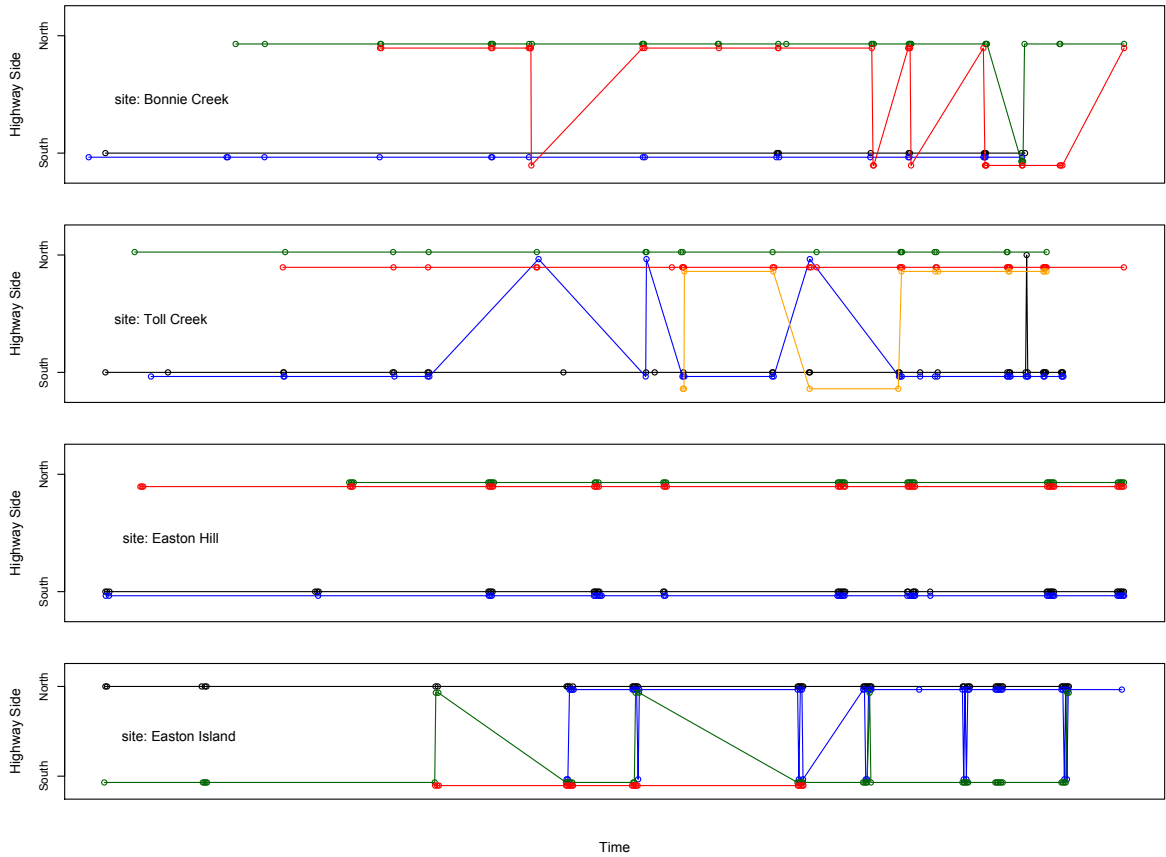 Highway Side
North
South
site: Bonnie Creek
Highway Side
North
South
site: Toll Creek
Highway Side
North
South
site: Easton Hill
Highway Side
North
South
site: Easton Island
Time